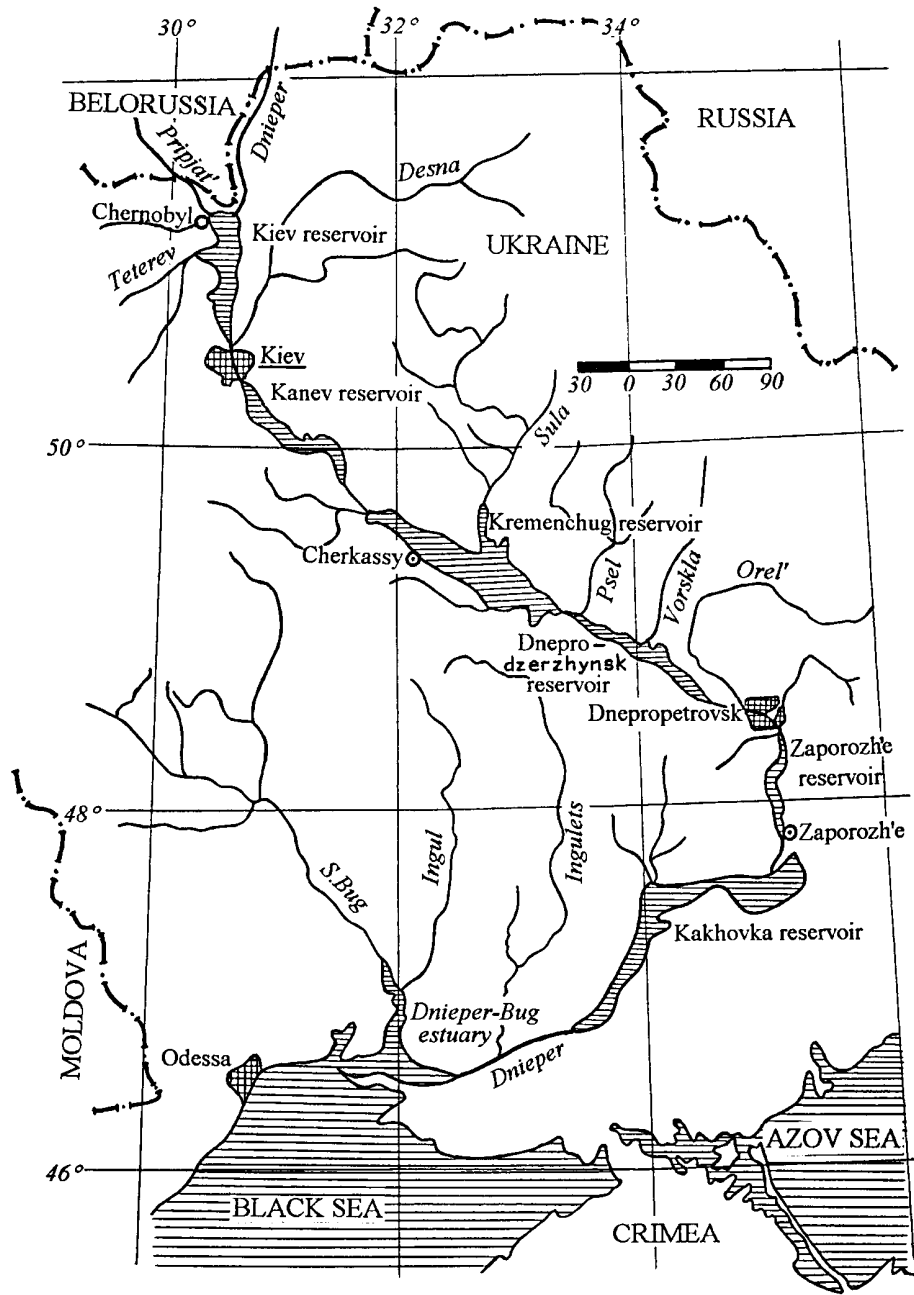 30°
32°
34°
BELORUSSIA
Dnieper
RUSSIA
Pripjat'
Desna
Chernobyl
Kiev reservoir
UKRAINE
Teterev
Kiev
30 0 30 60 90
Kanev reservoir
Sula
50°
Kremenchug reservoir
Cherkassy
Psel
Vorskla
Orel'
Dnepro-
dzerzhynsk
reservoir
Dnepropetrovsk
Zaporozh'e
reservoir
48°
Zaporozh'e
S.Bug
Ingul
Ingulets
Kakhovka reservoir
MOLDOVA
Dnieper-Bug
estuary
Odessa
Dnieper
AZOV SEA
46°
BLACK SEA
CRIMEA